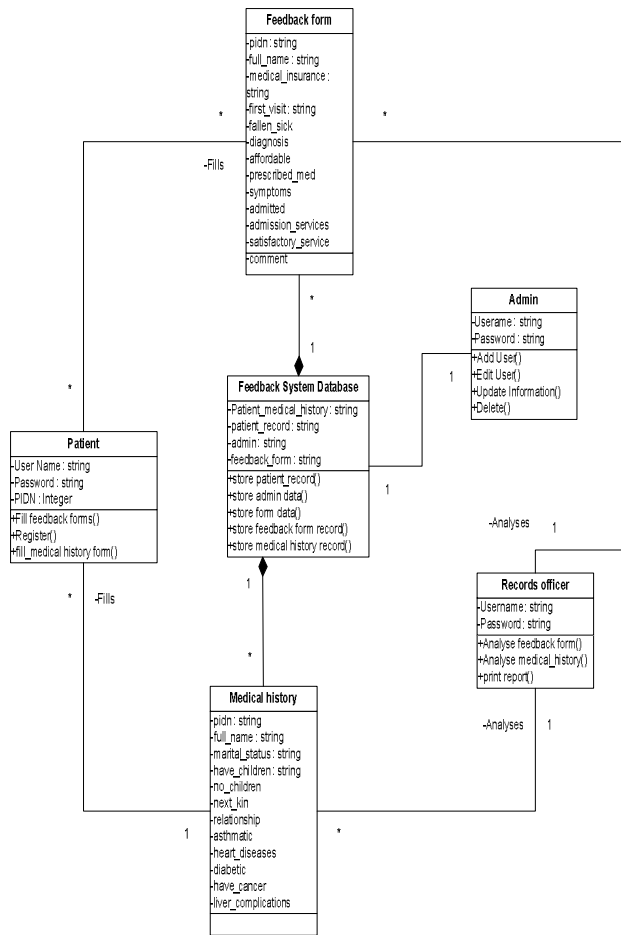 Feedback form
-pidn : string
-full_name : string
-medical_insurance :
string
-first_visit : string
-fallen_sick
-diagnosis
-affordable
-prescribed_med
-symptoms
-admitted
-admission_services
-satisfactory_service
-comment
*
*
-Fills
*
1
Admin
-Username : string
-Password : string
+Add User()
+Edit User()
+Update Information()
+Delete()
1
Feedback System Database
-Patient_medical_history : string
-patient_record : string
-admin : string
-feedback_form : string
+store patient_record()
+store admin data()
+store form data()
+store feedback form record()
+store medical history record()
1
*
Patient
-User Name : string
-Password : string
-PIDN : Integer
+Fill feedback forms()
+Register()
+fill_medical history form()
*
-Fills
1
*
-Analyses
1
Records officer
-Username : string
-Password : string
+Analyse feedback form()
+Analyse medical_history()
+print report()
-Analyses
1
Medical history
-pidn : string
-full_name : string
-marital_status : string
-have_children : string
-no_children
-next_kin
-relationship
-asthmatic
-heart_diseases
-diabetic
-have_cancer
-liver_complications
1
*